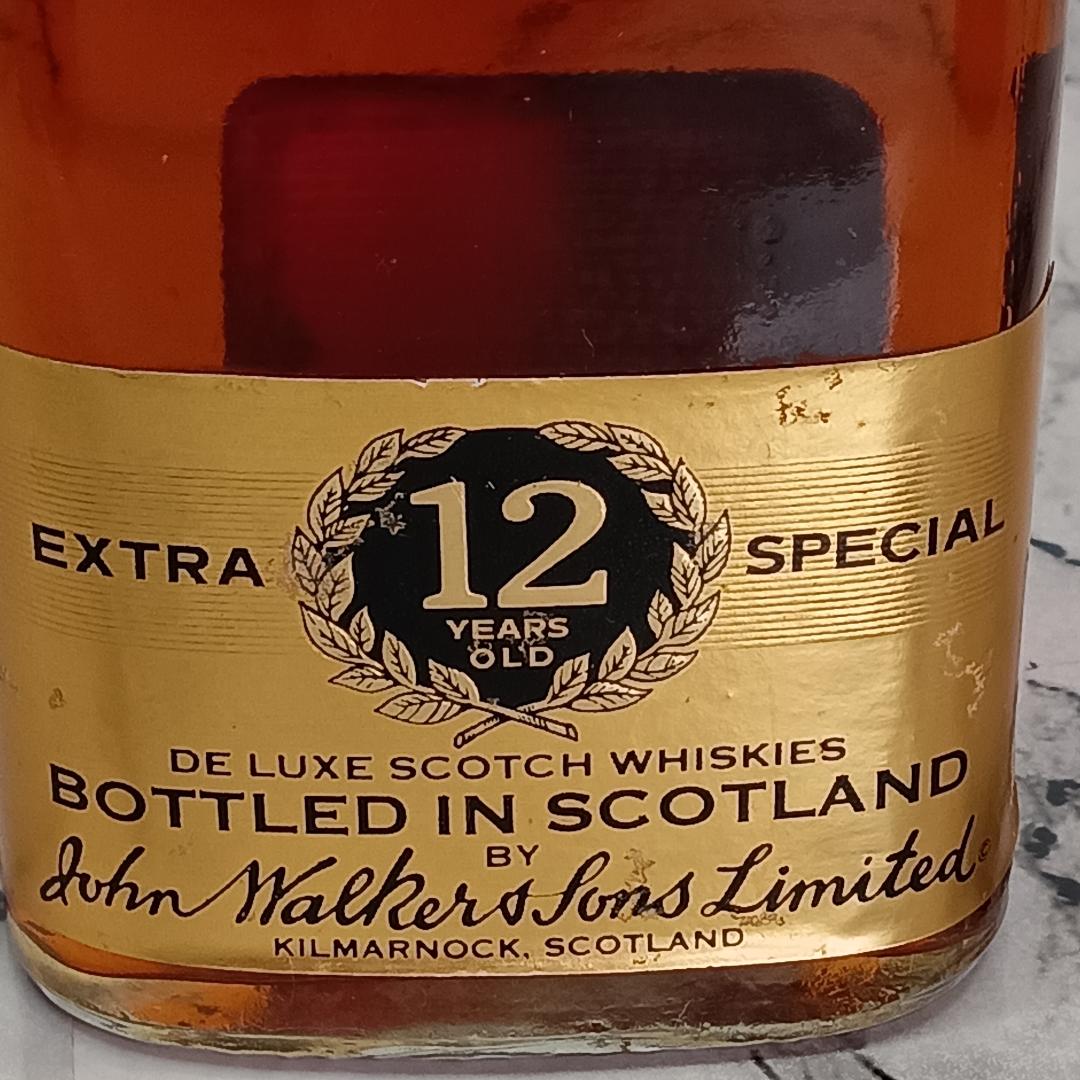 EXTRA 12 SPECIAL
YEARS
OLD
DE LUXE SCOTCH WHISKIES
BOTTLED IN SCOTLAND
BY
John Walker & Sons Limited ©
KILMARNOCK, SCOTLAND